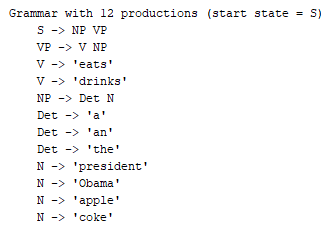 Grammar with 12 productions (start state = S)
S -> NP VP
VP -> V NP
V -> 'eats'
V -> 'drinks'
NP -> Det N
Det -> 'a'
Det -> 'an'
Det -> 'the'
N -> 'president'
N -> 'Obama'
N -> 'apple'
N -> 'coke'